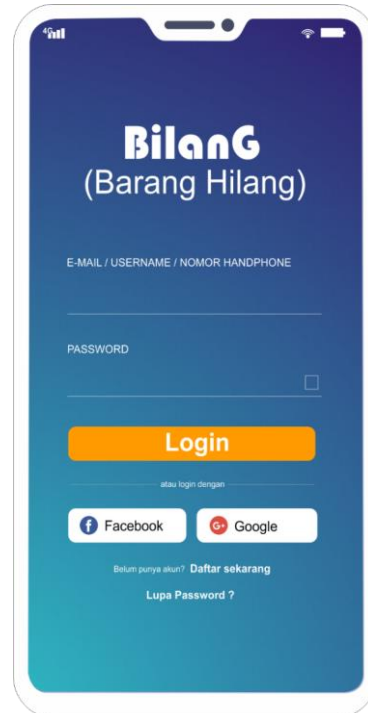 4G
BilanG
(Barang Hilang)
E-MAIL / USERNAME / NOMOR HANDPHONE
PASSWORD
Login
atau login dengan
f Facebook
G+ Google
Belum punya akun? Daftar sekarang
Lupa Password ?